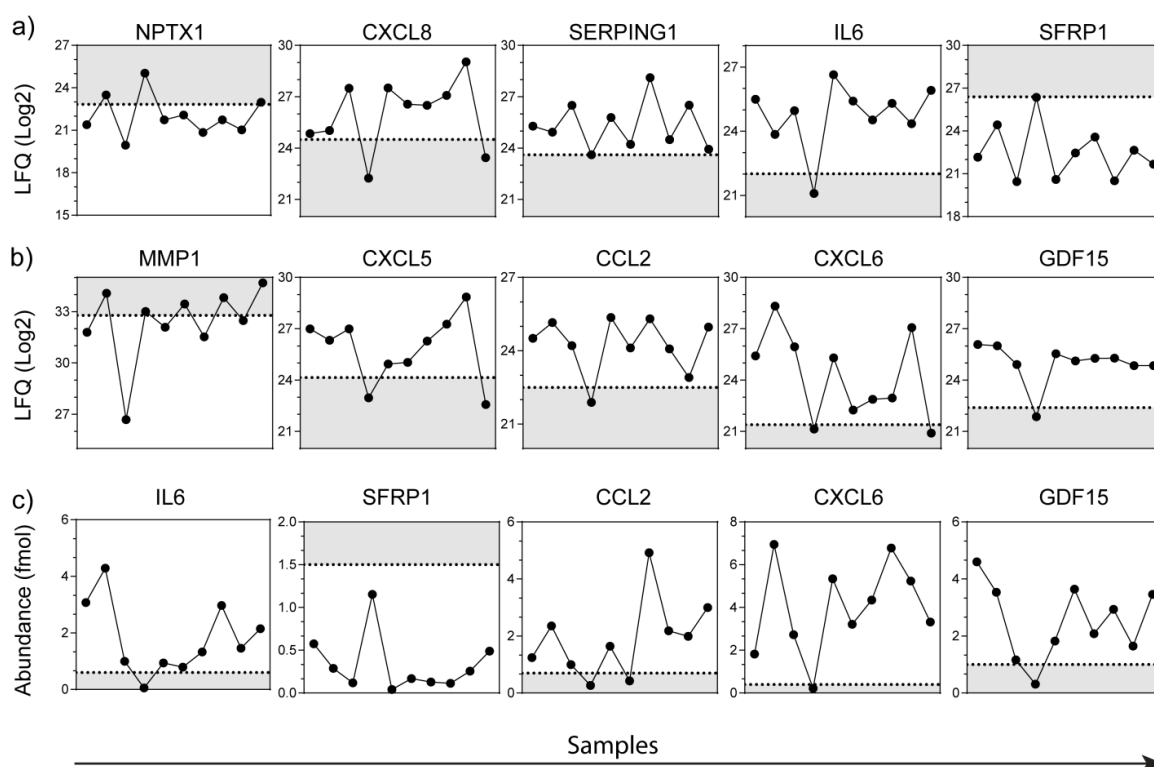 a) NPTX1 CXCL8 SERPING1 IL6 SFRP1
LFQ (Log2)
27 30 30
24 27 27 25 27
21 24 24 24
18 22 21
15 21 21 21 18
b) MMP1 CXCL5 CCL2 CXCL6 GDF15
LFQ (Log2)
30 27 30 30
33 27 27 27
30 24 24 24 24
27 21 21 21 21
c) IL6 SFRP1 CCL2 CXCL6 GDF15
Abundance (fmol)
6 2.0 6 8 6
4 1.5 4 6 4
1.0 4
2 0.5 2 2 2
0 0.0 0 0 0
Samples